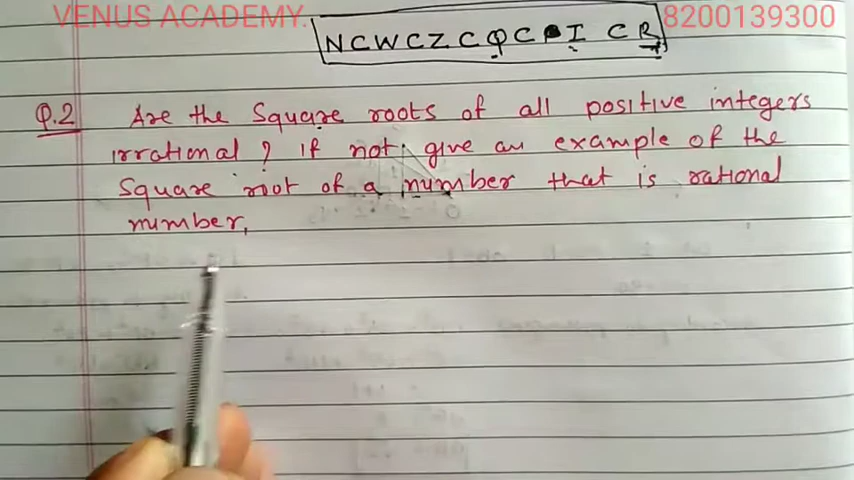 VENUS ACADEMY.
8200139300
NCWCZCQCPI CR
Q.2 Are the Square roots of all positive integers
irrational ? if not give an example of the
Square root of a number that is rational
number,